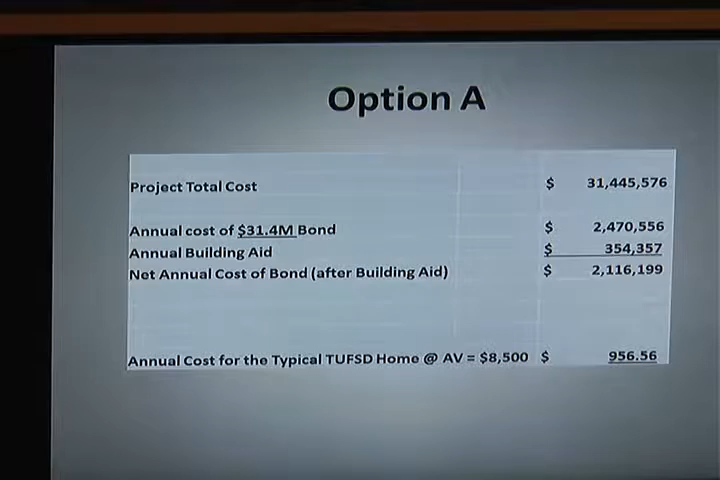 Option A
Project Total Cost $ 31,445,576
Annual cost of $31.4M Bond $ 2,470,556
Annual Building Aid $ 354,357
Net Annual Cost of Bond (after Building Aid) $ 2,116,199
Annual Cost for the Typical TUFSD Home @ AV = $8,500 $ 956.56